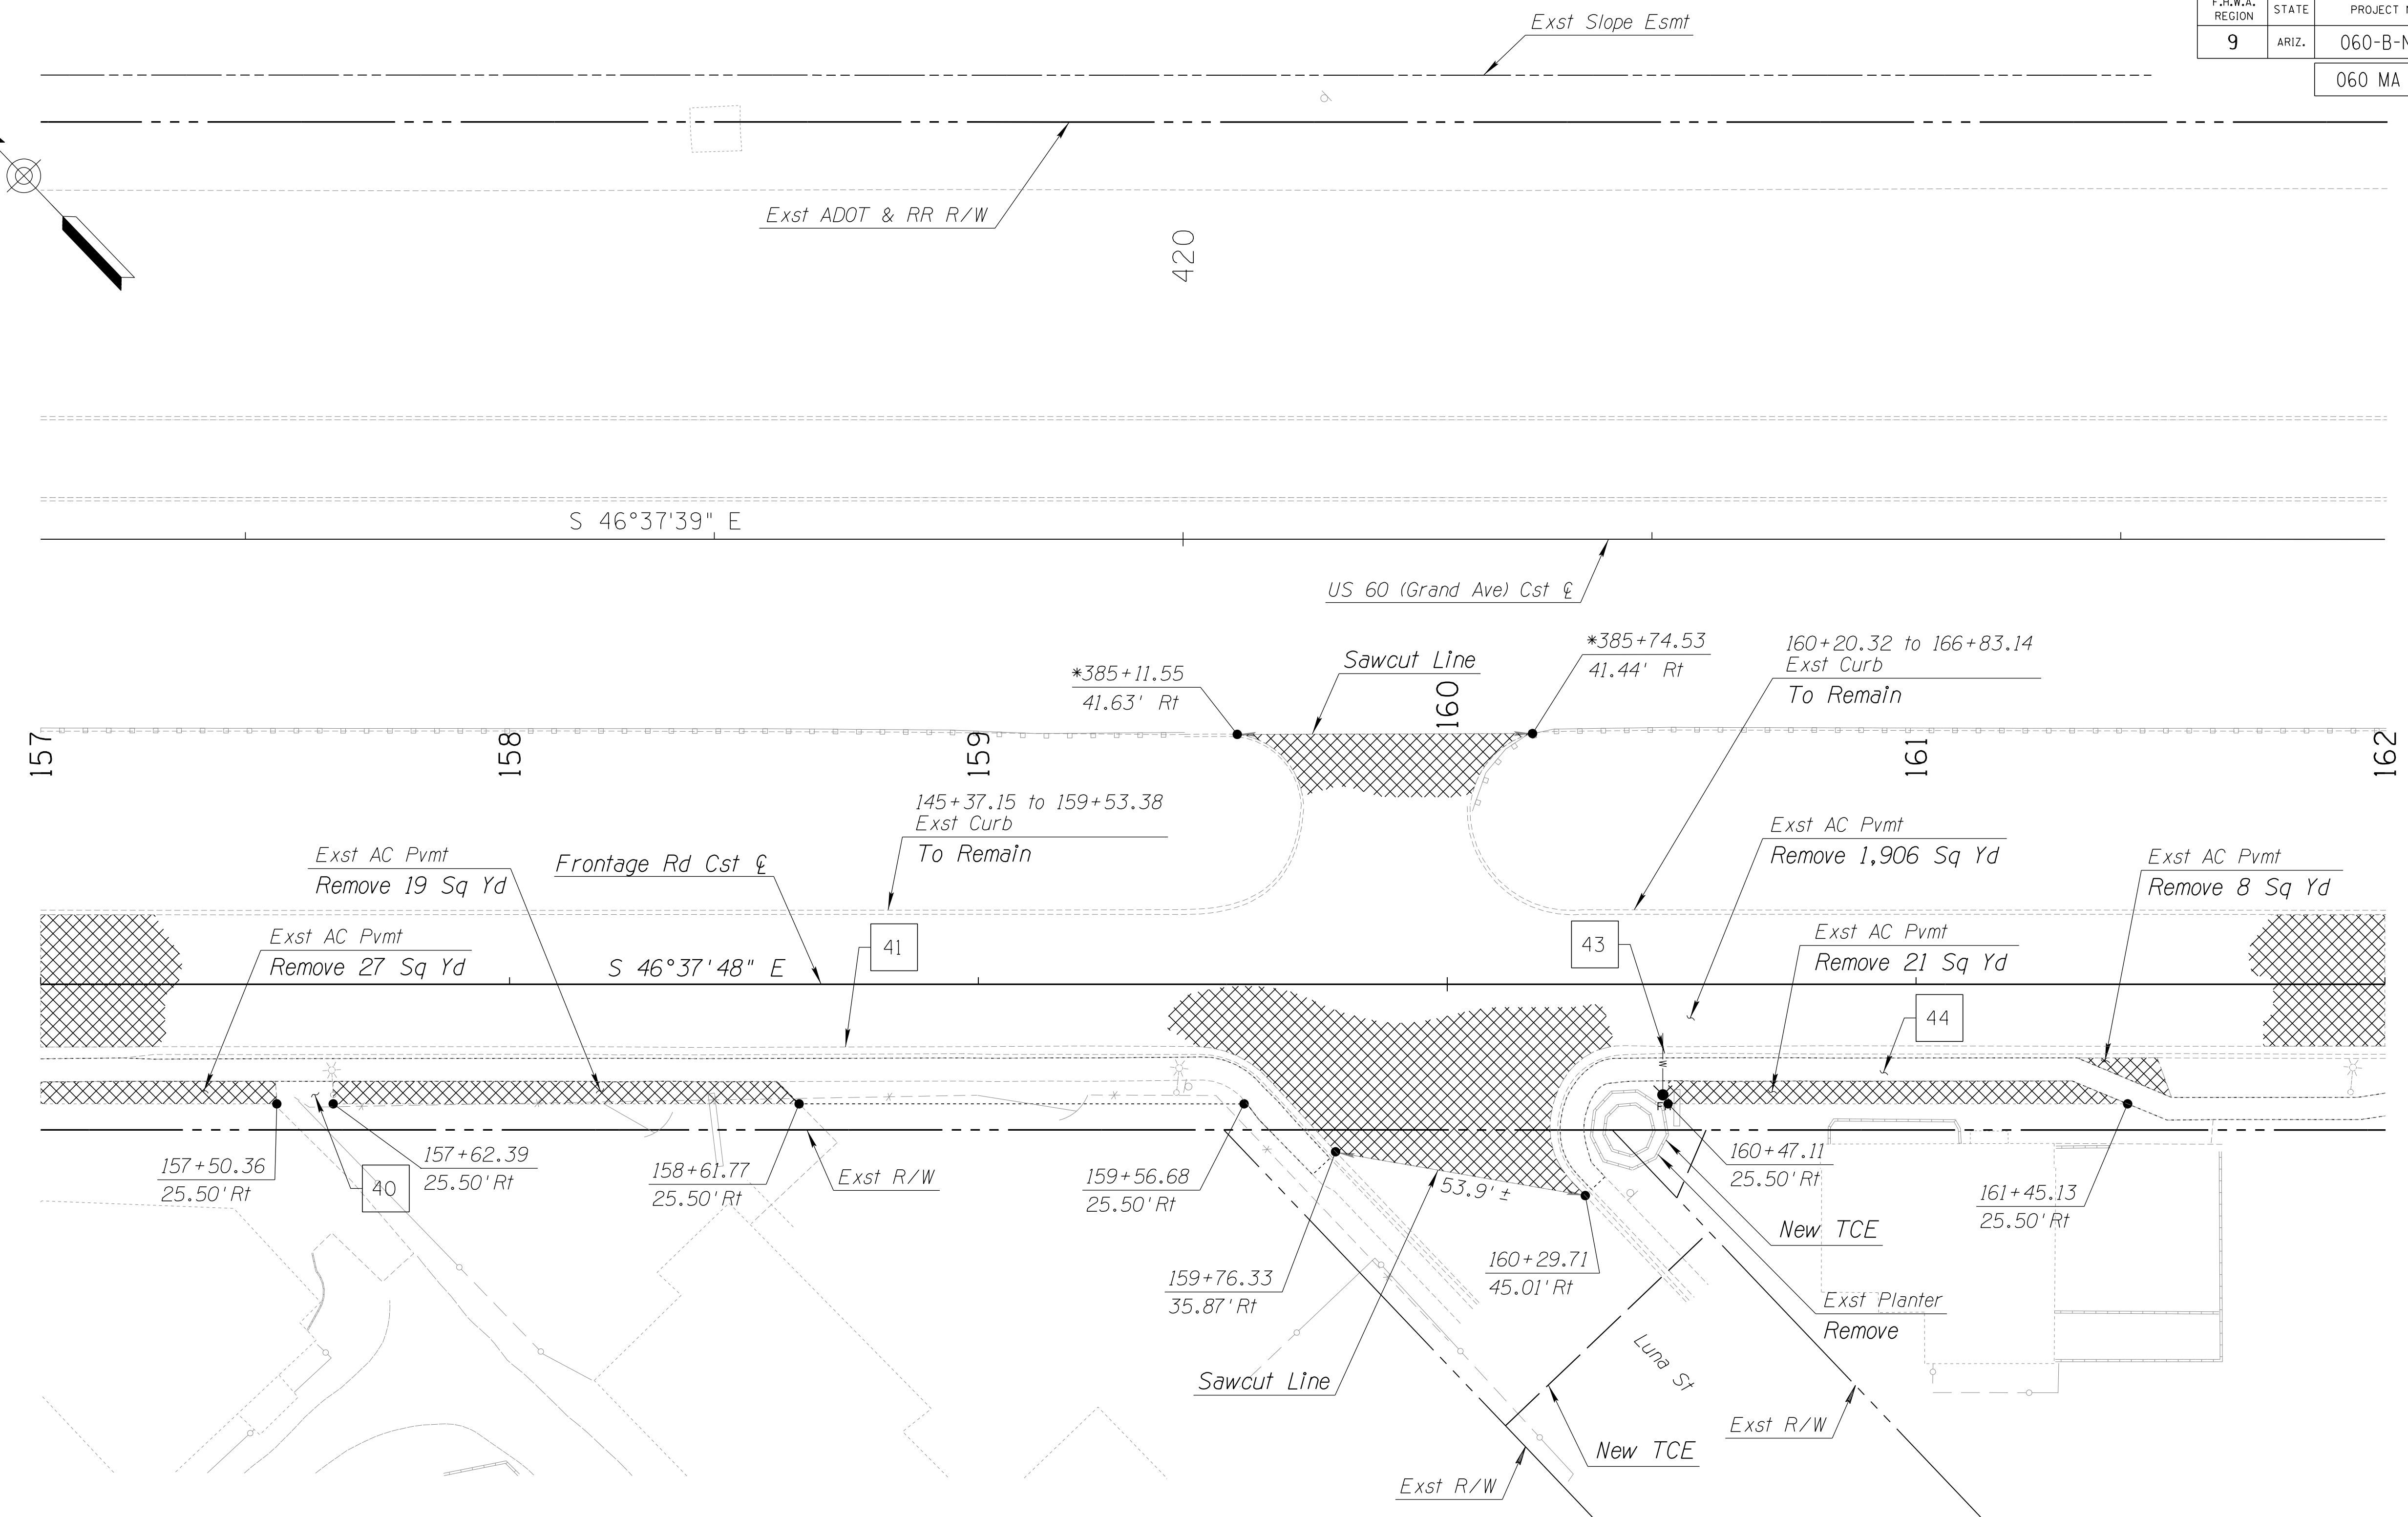 F.H.W.A.
REGION
STATE
PROJECT
9
ARIZ.
060-B-N
060 MA
Exst Slope Esmt
Exst ADOT & RR R/W
420
S 46°37'39" E
US 60 (Grand Ave) Cst ℄
*385+11.55
41.63' Rt
Sawcut Line
*385+74.53
41.44' Rt
160+20.32 to 166+83.14
Exst Curb
To Remain
157
158
159
160
161
162
145+37.15 to 159+53.38
Exst Curb
To Remain
Exst AC Pvmt
Remove 19 Sq Yd
Frontage Rd Cst ℄
Exst AC Pvmt
Remove 1,906 Sq Yd
Exst AC Pvmt
Remove 8 Sq Yd
Exst AC Pvmt
Remove 27 Sq Yd
S 46°37'48" E
41
43
Exst AC Pvmt
Remove 21 Sq Yd
44
W
157+50.36
25.50'Rt
40
157+62.39
25.50'Rt
158+61.77
25.50'Rt
Exst R/W
159+56.68
25.50'Rt
53.9'±
160+47.11
25.50'Rt
161+45.13
25.50'Rt
New TCE
159+76.33
35.87'Rt
160+29.71
45.01'Rt
Exst Planter
Remove
Luna St
Sawcut Line
Exst R/W
New TCE
Exst R/W